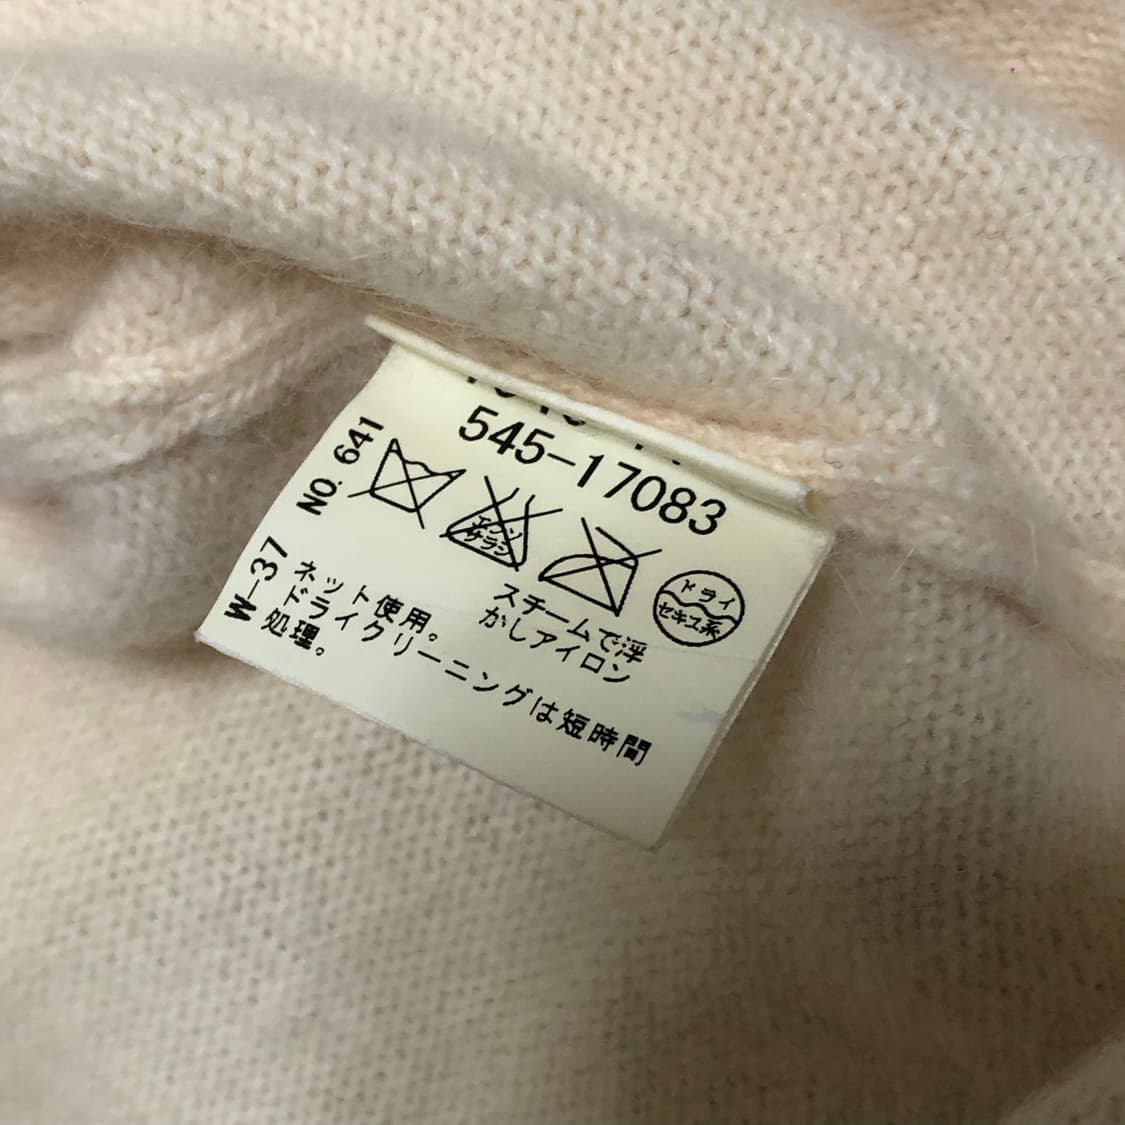 545-17083
NO. 641
エンソ
サラシ
ドライ
セキユ系
W-37
ネット使用。
ドライクリーニングは短時間
処理。
スチームで浮
かしアイロン